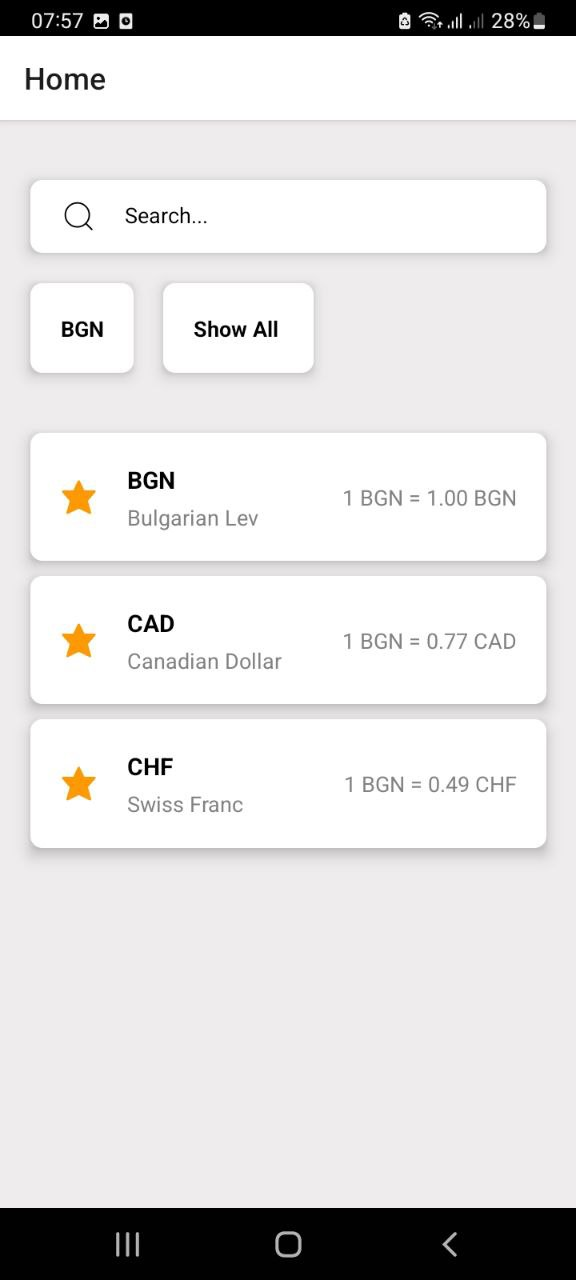 07:57 28%
Home
Search...
BGN Show All
BGN
Bulgarian Lev
1 BGN = 1.00 BGN
CAD
Canadian Dollar
1 BGN = 0.77 CAD
CHF
Swiss Franc
1 BGN = 0.49 CHF